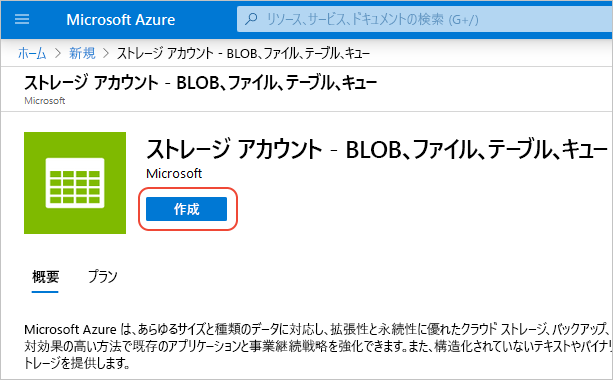 Microsoft Azure
リソース、サービス、ドキュメントの検索 (G+/)
ホーム > 新規 > ストレージ アカウント - BLOB、ファイル、テーブル、キュー
ストレージ アカウント - BLOB、ファイル、テーブル、キュー
Microsoft
ストレージ アカウント - BLOB、ファイル、テーブル、キュー
Microsoft
作成
概要 プラン
Microsoft Azure は、あらゆるサイズと種類のデータに対応し、拡張性と永続性に優れたクラウド ストレージ、バックアップ、
対効果の高い方法で既存のアプリケーションと事業継続戦略を強化できます。また、構造化されていないテキストやバイナリ
トレージを提供します。